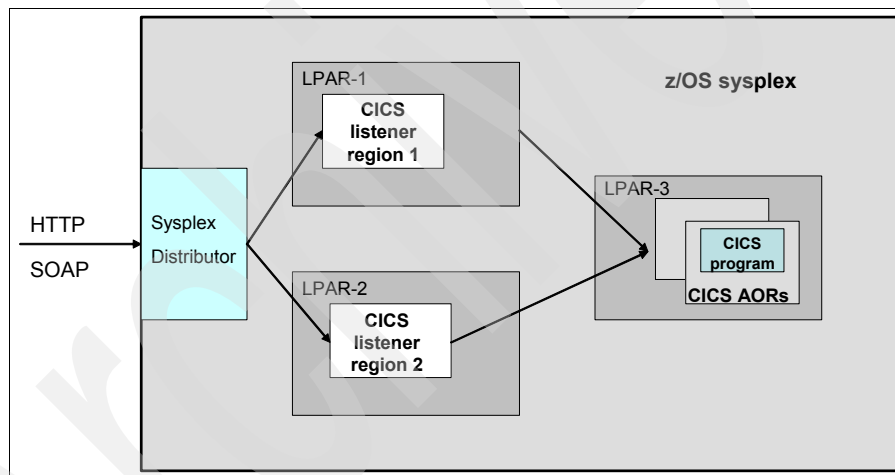 z/OS sysplex
LPAR-1
CICS
listener
region 1
LPAR-3
HTTP
SOAP
Sysplex
Distributor
CICS
program
CICS AORs
LPAR-2
CICS
listener
region 2